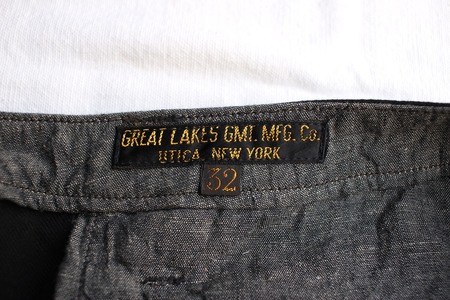 GREAT LAKES GMT. MFG. Co.
UTICA, NEW YORK
32